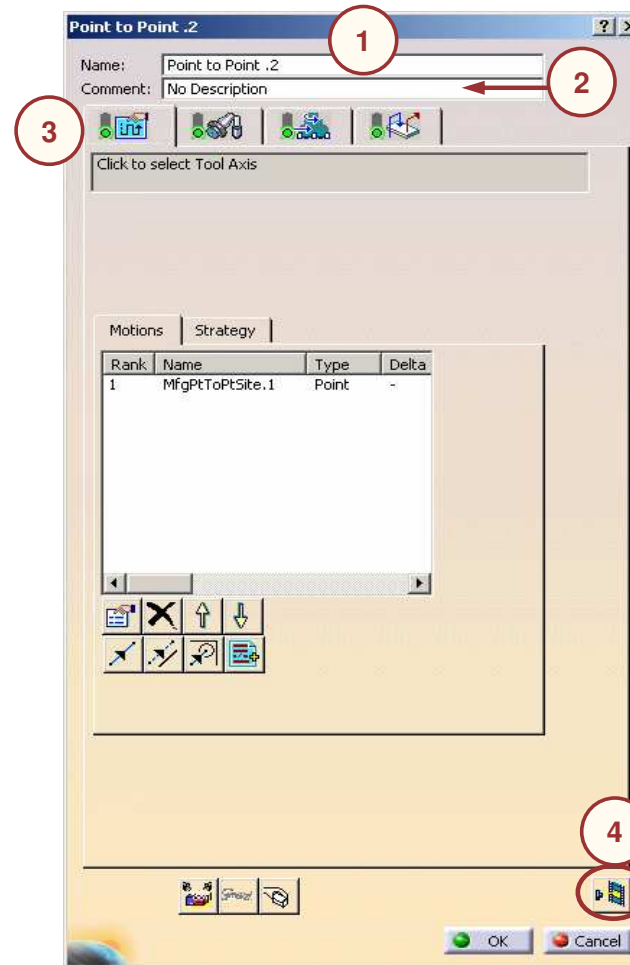 Point to Point .2
1
Name: Point to Point .2
Comment: No Description
2
3
Click to select Tool Axis
Motions Strategy
Rank Name Type Delta
1 MfgPtToPtSite.1 Point -
4
OK Cancel